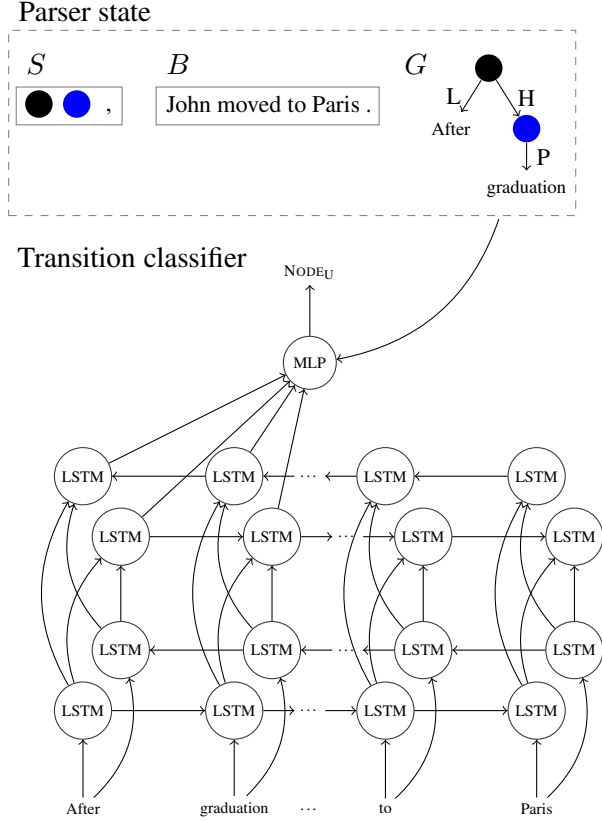 Parser state
S B G
, John moved to Paris .
L H
After
P
graduation
Transition classifier
NODE_U
MLP
LSTM LSTM ... LSTM LSTM
LSTM LSTM ... LSTM LSTM
LSTM LSTM ... LSTM LSTM
LSTM LSTM ... LSTM LSTM
After graduation ... to Paris